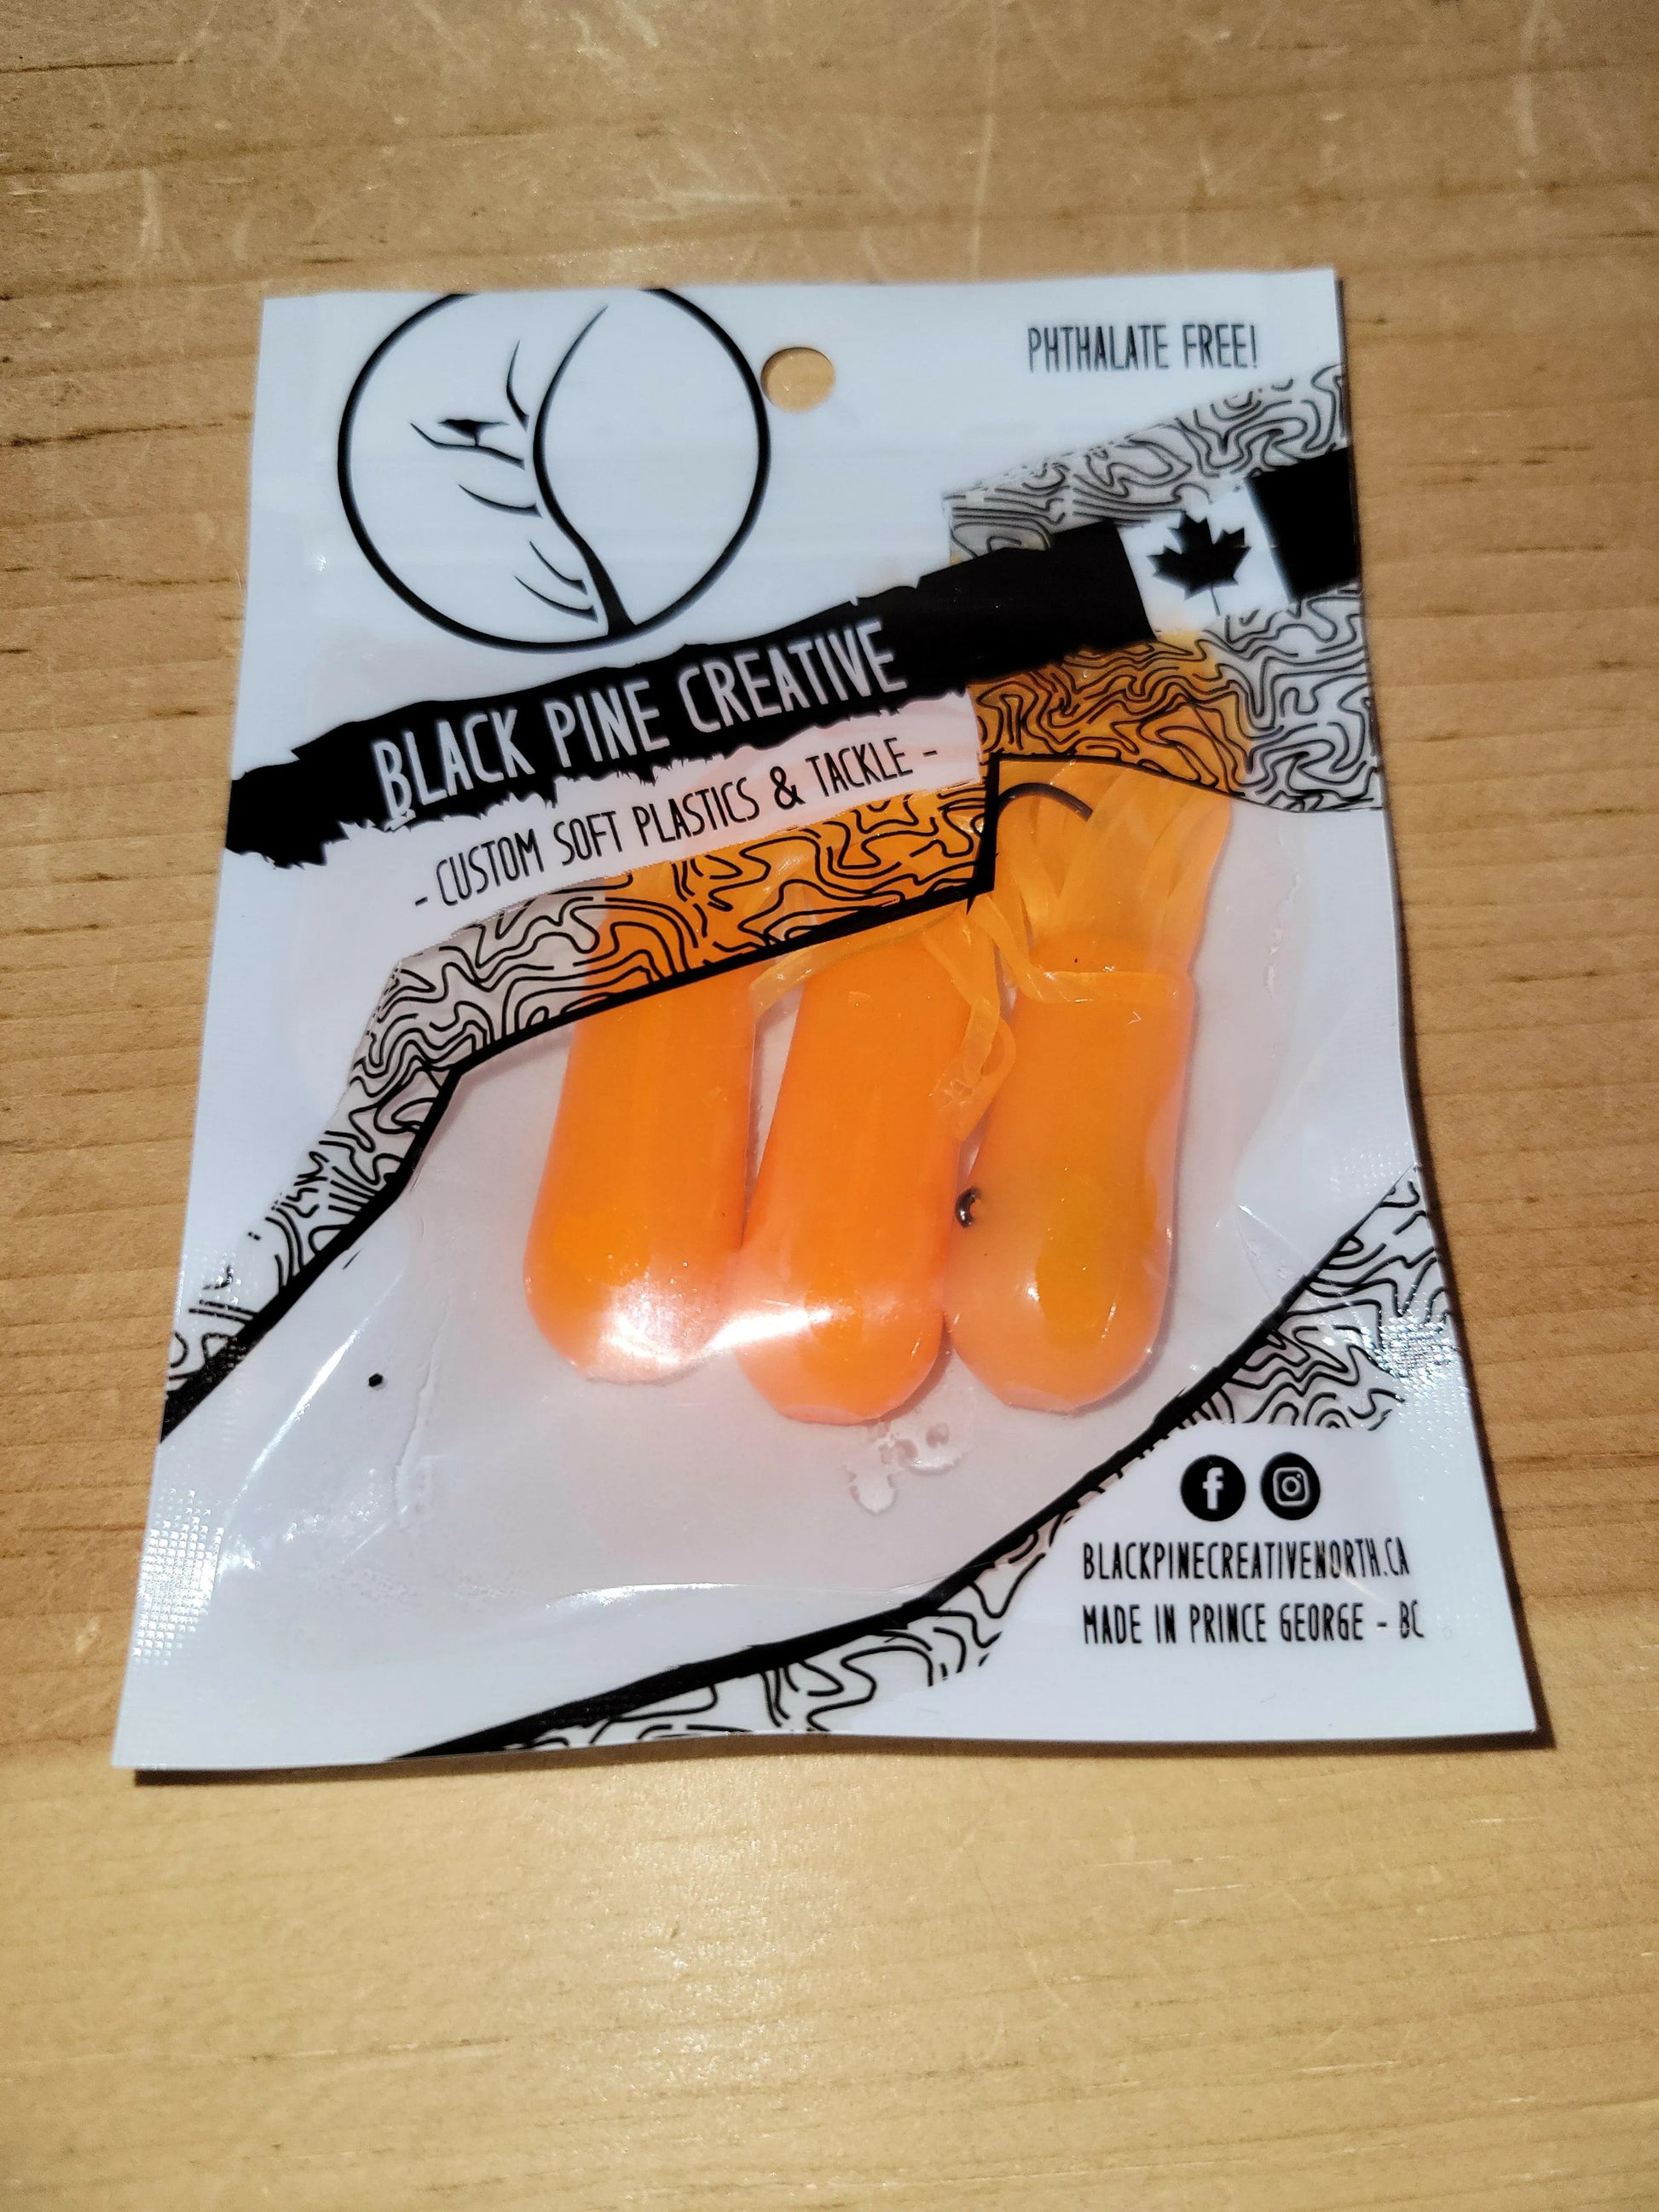 PHTHALATE FREE!
BLACK PINE CREATIVE
- CUSTOM SOFT PLASTICS & TACKLE -
BLACKPINECREATIVENORTH.CA
MADE IN PRINCE GEORGE - BC